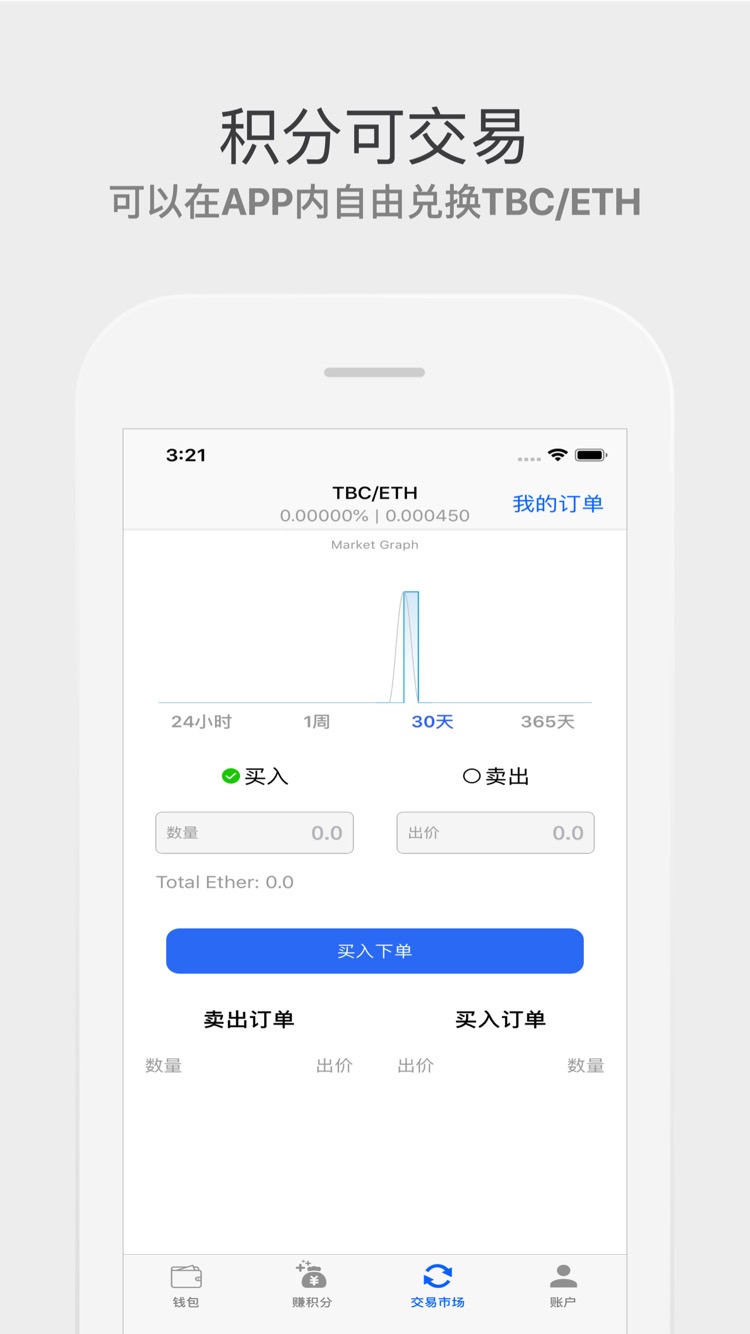 积分可交易
可以在APP内自由兑换TBC/ETH
3:21
TBC/ETH
0.00000% | 0.000450
我的订单
Market Graph
24小时 1周 30天 365天
买入 卖出
数量 0.0 出价 0.0
Total Ether: 0.0
买入下单
卖出订单 买入订单
数量 出价 出价 数量
钱包 赚积分 交易市场 账户